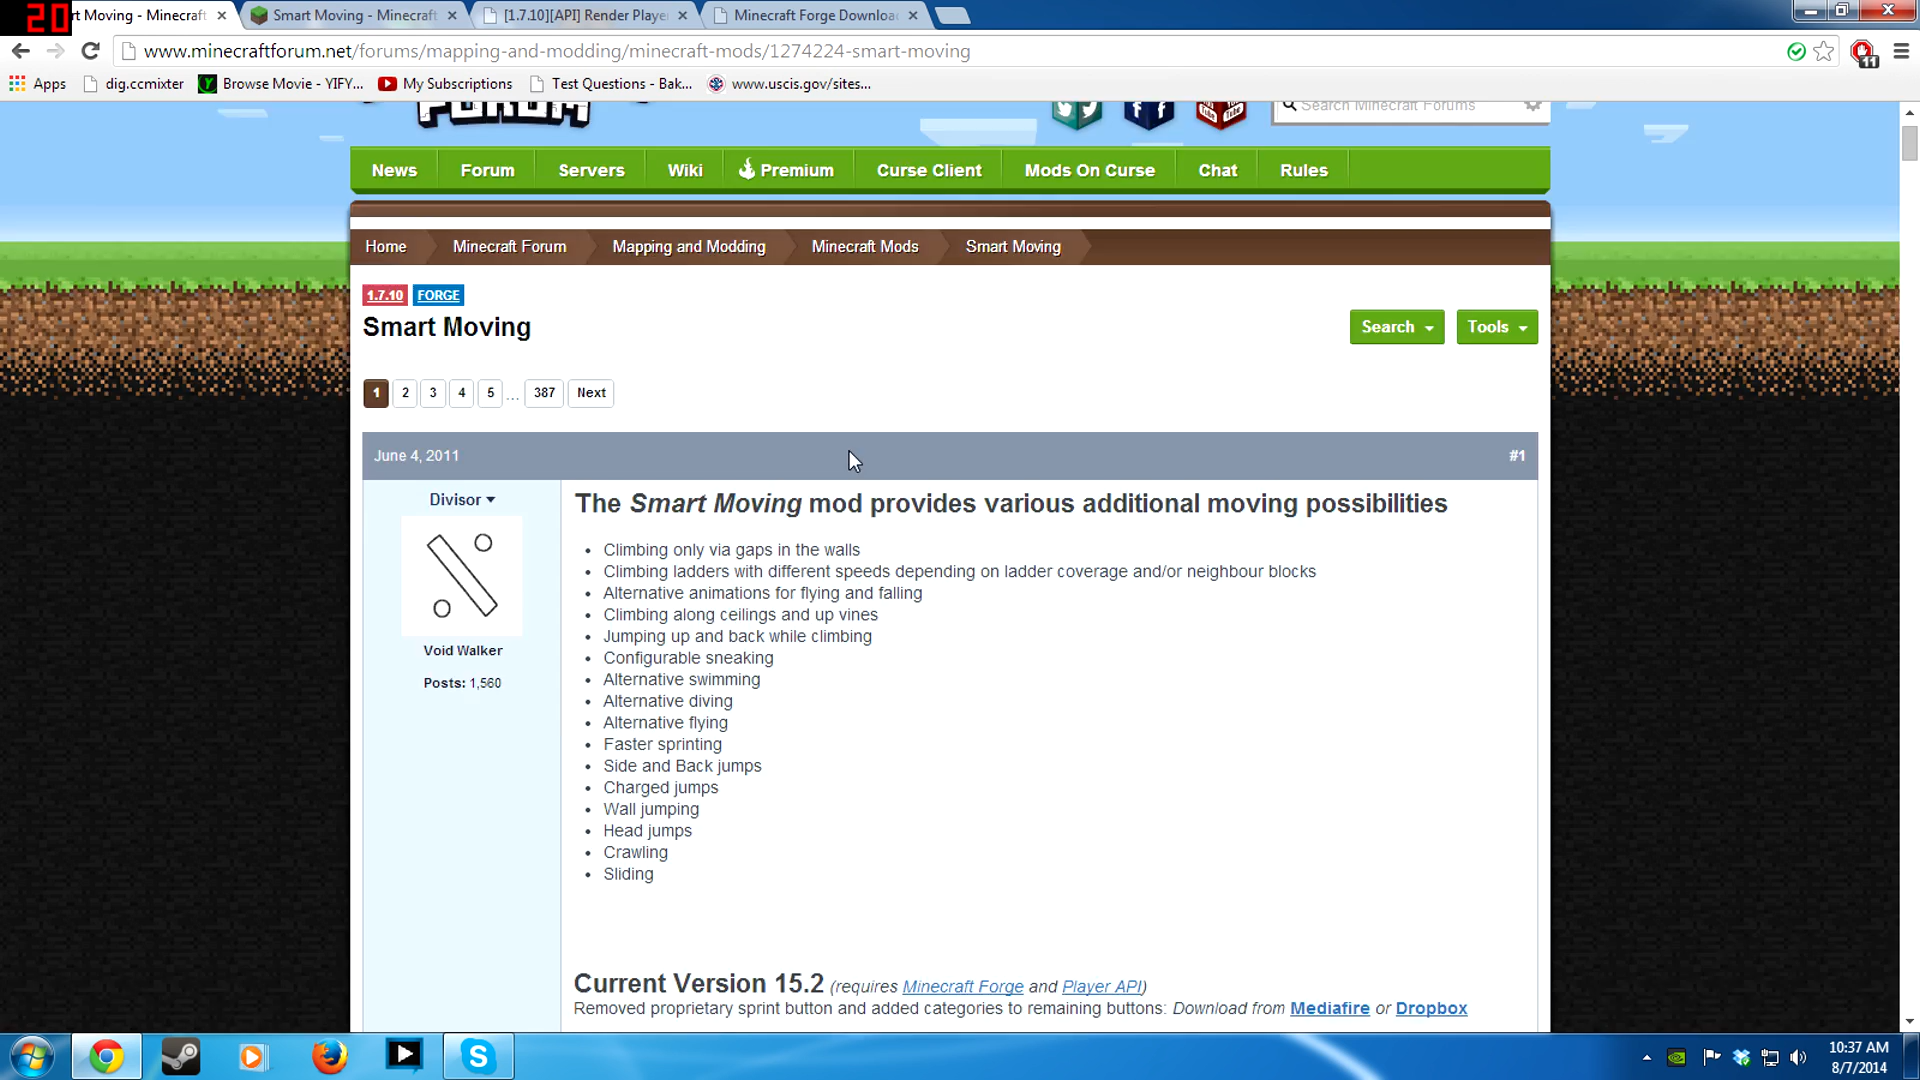 20
rt Moving - Minecraft
Smart Moving - Minecraft
[1.7.10][API] Render Playe
Minecraft Forge Downloa
www.minecraftforum.net/forums/mapping-and-modding/minecraft-mods/1274224-smart-moving
11
Apps
dig.ccmixter
Browse Movie - YIFY...
My Subscriptions
Test Questions - Bak...
www.uscis.gov/sites...
FORUM
Search Minecraft Forums
News
Forum
Servers
Wiki
Premium
Curse Client
Mods On Curse
Chat
Rules
Home
Minecraft Forum
Mapping and Modding
Minecraft Mods
Smart Moving
1.7.10 FORGE
Smart Moving
Search
Tools
1 2 3 4 5 ... 387 Next
June 4, 2011
#1
Divisor
Void Walker
Posts: 1,560
The Smart Moving mod provides various additional moving possibilities
• Climbing only via gaps in the walls
• Climbing ladders with different speeds depending on ladder coverage and/or neighbour blocks
• Alternative animations for flying and falling
• Climbing along ceilings and up vines
• Jumping up and back while climbing
• Configurable sneaking
• Alternative swimming
• Alternative diving
• Alternative flying
• Faster sprinting
• Side and Back jumps
• Charged jumps
• Wall jumping
• Head jumps
• Crawling
• Sliding
Current Version 15.2 (requires Minecraft Forge and Player API)
Removed proprietary sprint button and added categories to remaining buttons: Download from Mediafire or Dropbox
10:37 AM
8/7/2014